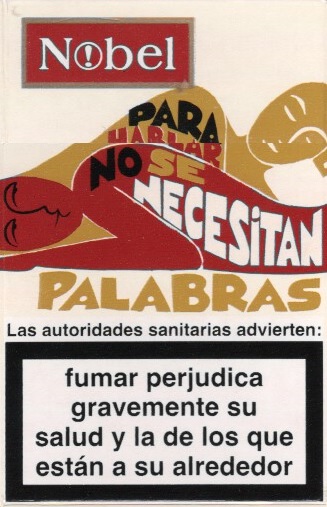 Nobel
PARA
HABLAR
NO SE
NECESiTAN
PALABRAS
Las autoridades sanitarias advierten:
fumar perjudica
gravemente su
salud y la de los que
están a su alrededor